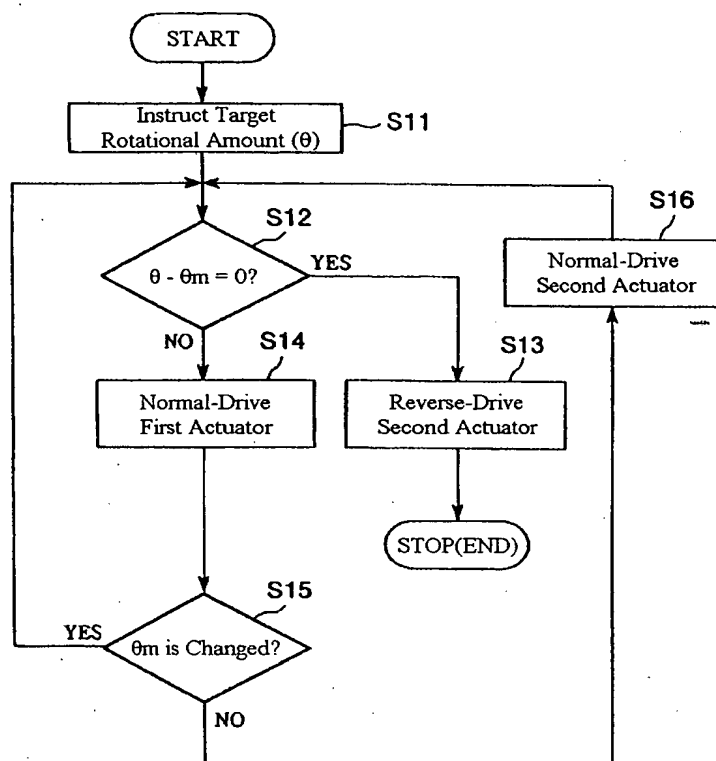 START
Instruct Target
Rotational Amount (θ)
S11
S12
θ - θm = 0?
YES
NO
S16
Normal-Drive
Second Actuator
S14
Normal-Drive
First Actuator
S13
Reverse-Drive
Second Actuator
STOP(END)
S15
θm is Changed?
YES
NO